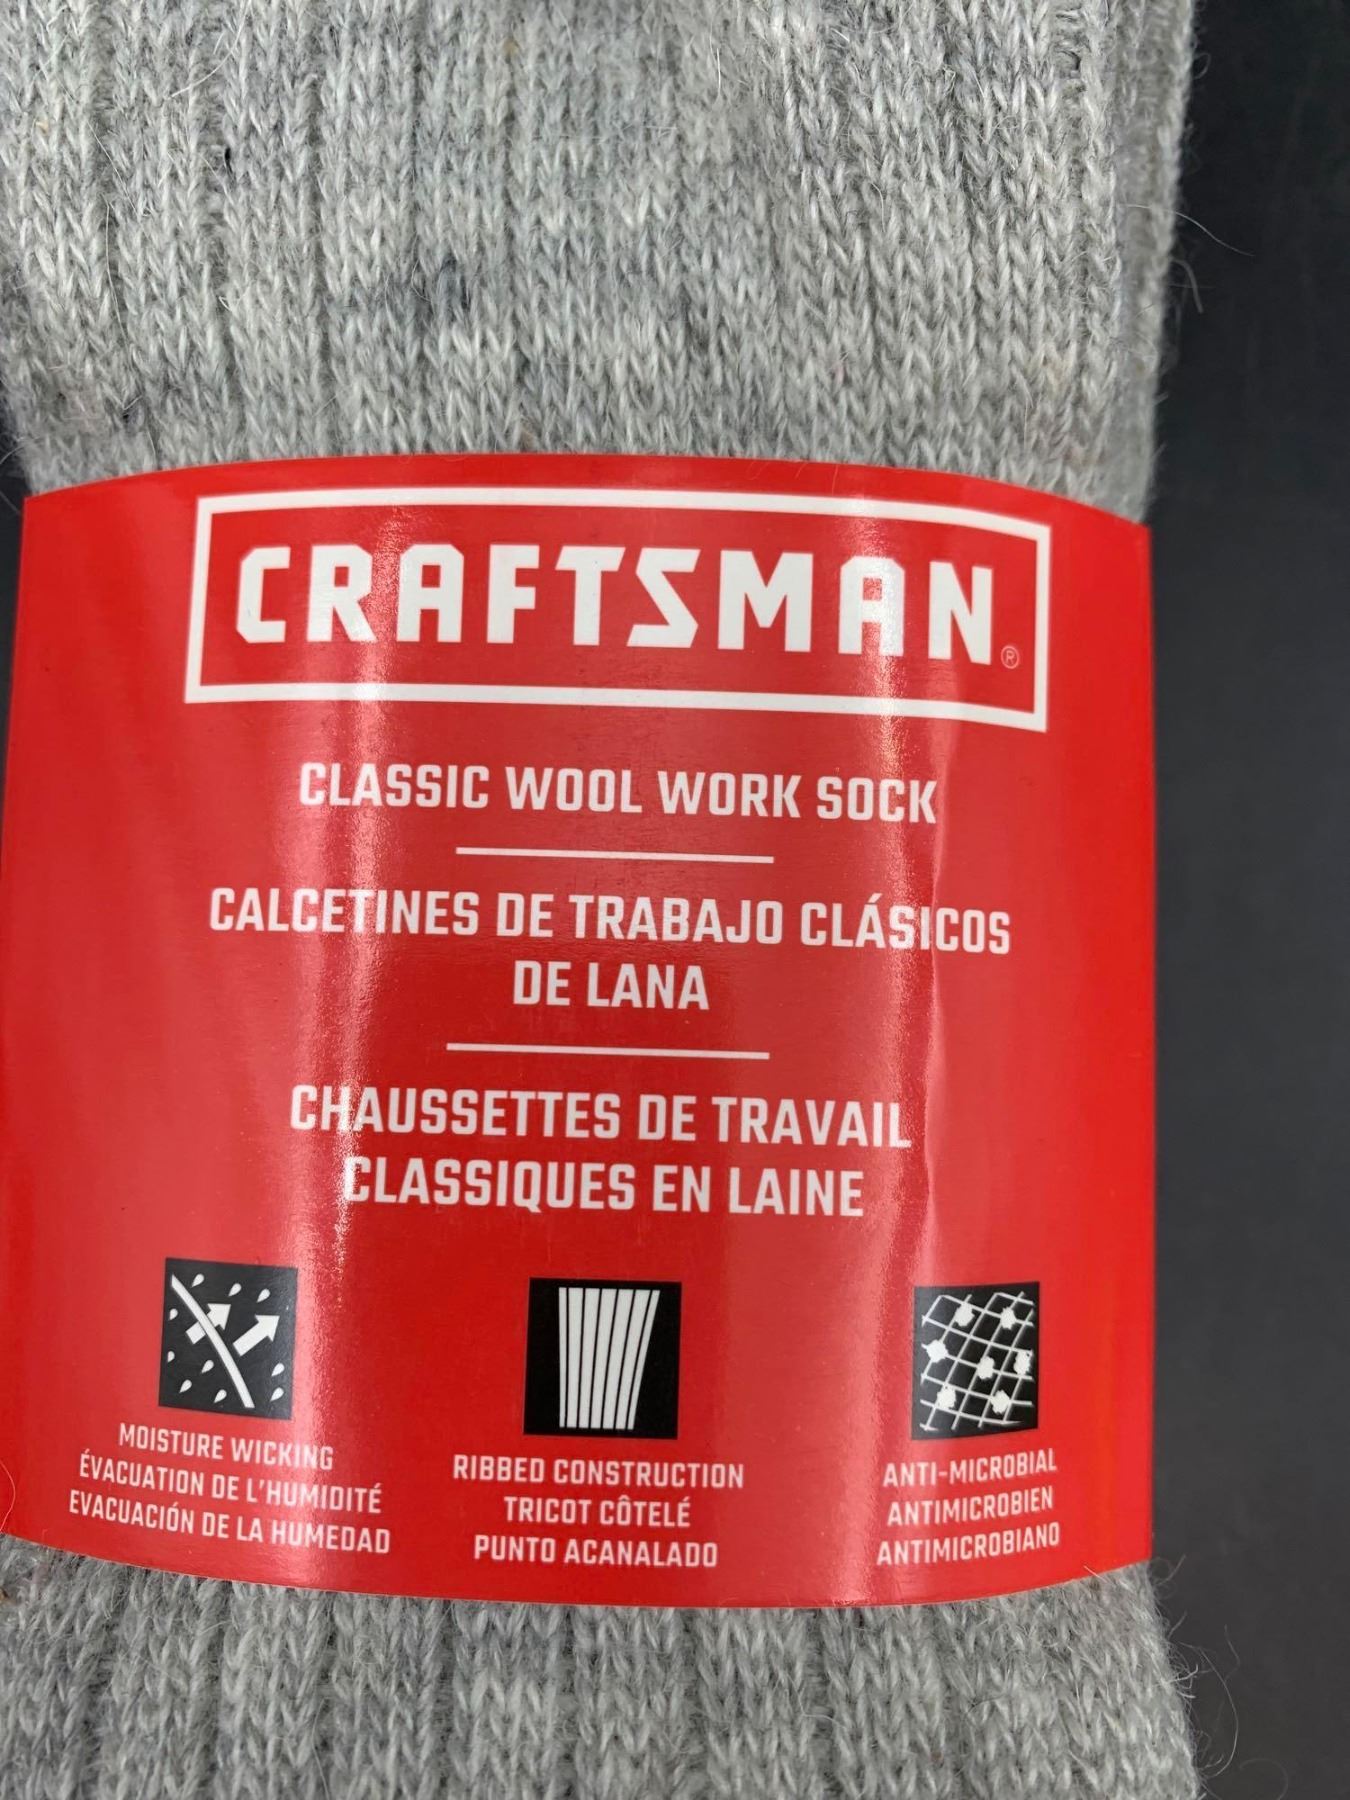 CRAFTSMAN®
CLASSIC WOOL WORK SOCK
CALCETINES DE TRABAJO CLÁSICOS
DE LANA
CHAUSSETTES DE TRAVAIL
CLASSIQUES EN LAINE
MOISTURE WICKING
ÉVACUATION DE L'HUMIDITÉ
EVACUACIÓN DE LA HUMEDAD
RIBBED CONSTRUCTION
TRICOT CÔTELÉ
PUNTO ACANALADO
ANTI-MICROBIAL
ANTIMICROBIEN
ANTIMICROBIANO